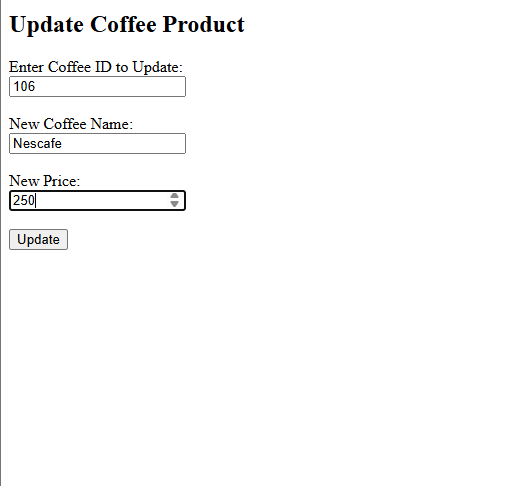 Update Coffee Product
Enter Coffee ID to Update:
106
New Coffee Name:
Nescafe
New Price:
250
Update